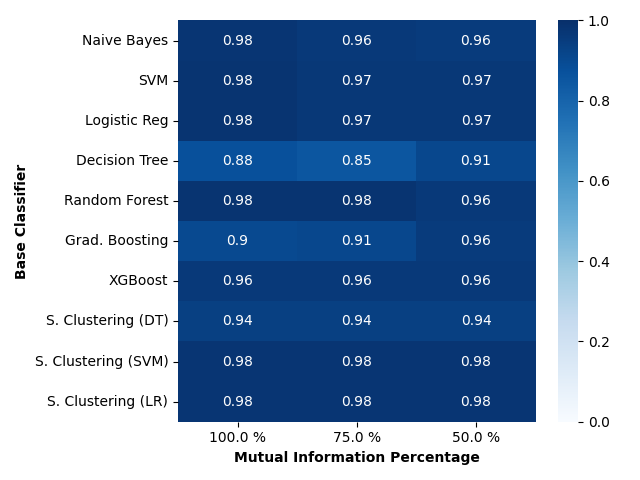 Base Classifier
Naive Bayes 0.98 0.96 0.96
SVM 0.98 0.97 0.97
Logistic Reg 0.98 0.97 0.97
Decision Tree 0.88 0.85 0.91
Random Forest 0.98 0.98 0.96
Grad. Boosting 0.9 0.91 0.96
XGBoost 0.96 0.96 0.96
S. Clustering (DT) 0.94 0.94 0.94
S. Clustering (SVM) 0.98 0.98 0.98
S. Clustering (LR) 0.98 0.98 0.98
100.0 % 75.0 % 50.0 %
Mutual Information Percentage
1.0
0.8
0.6
0.4
0.2
0.0